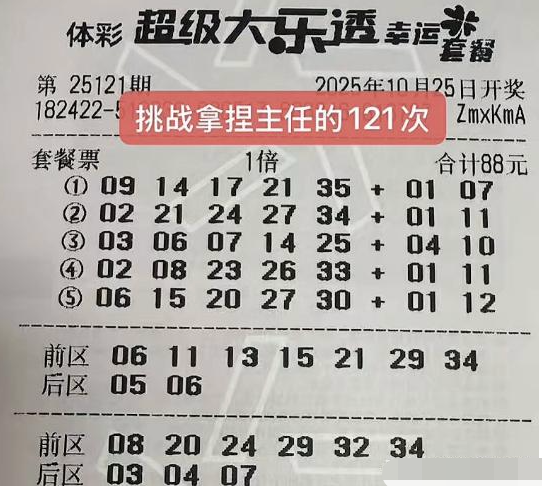 体彩 超级大乐透 幸运套餐
第 25121期 2025年10月25日开奖
182422-5 ZmxKmA
挑战拿捏主任的121次
套餐票 1倍 合计88元
① 09 14 17 21 35 + 01 07
② 02 21 24 27 34 + 01 11
③ 03 06 07 14 25 + 04 10
④ 02 08 23 26 33 + 01 11
⑤ 06 15 20 27 30 + 01 12
前区 06 11 13 15 21 29 34
后区 05 06
前区 08 20 24 29 32 34
后区 03 04 07